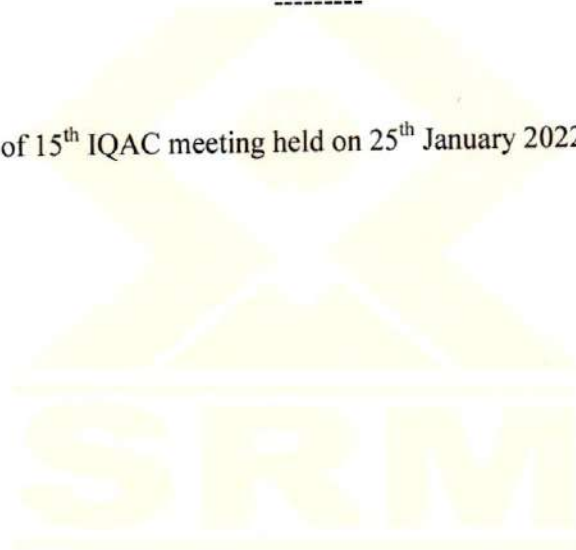 ---------
of 15th IQAC meeting held on 25th January 2022
SRM